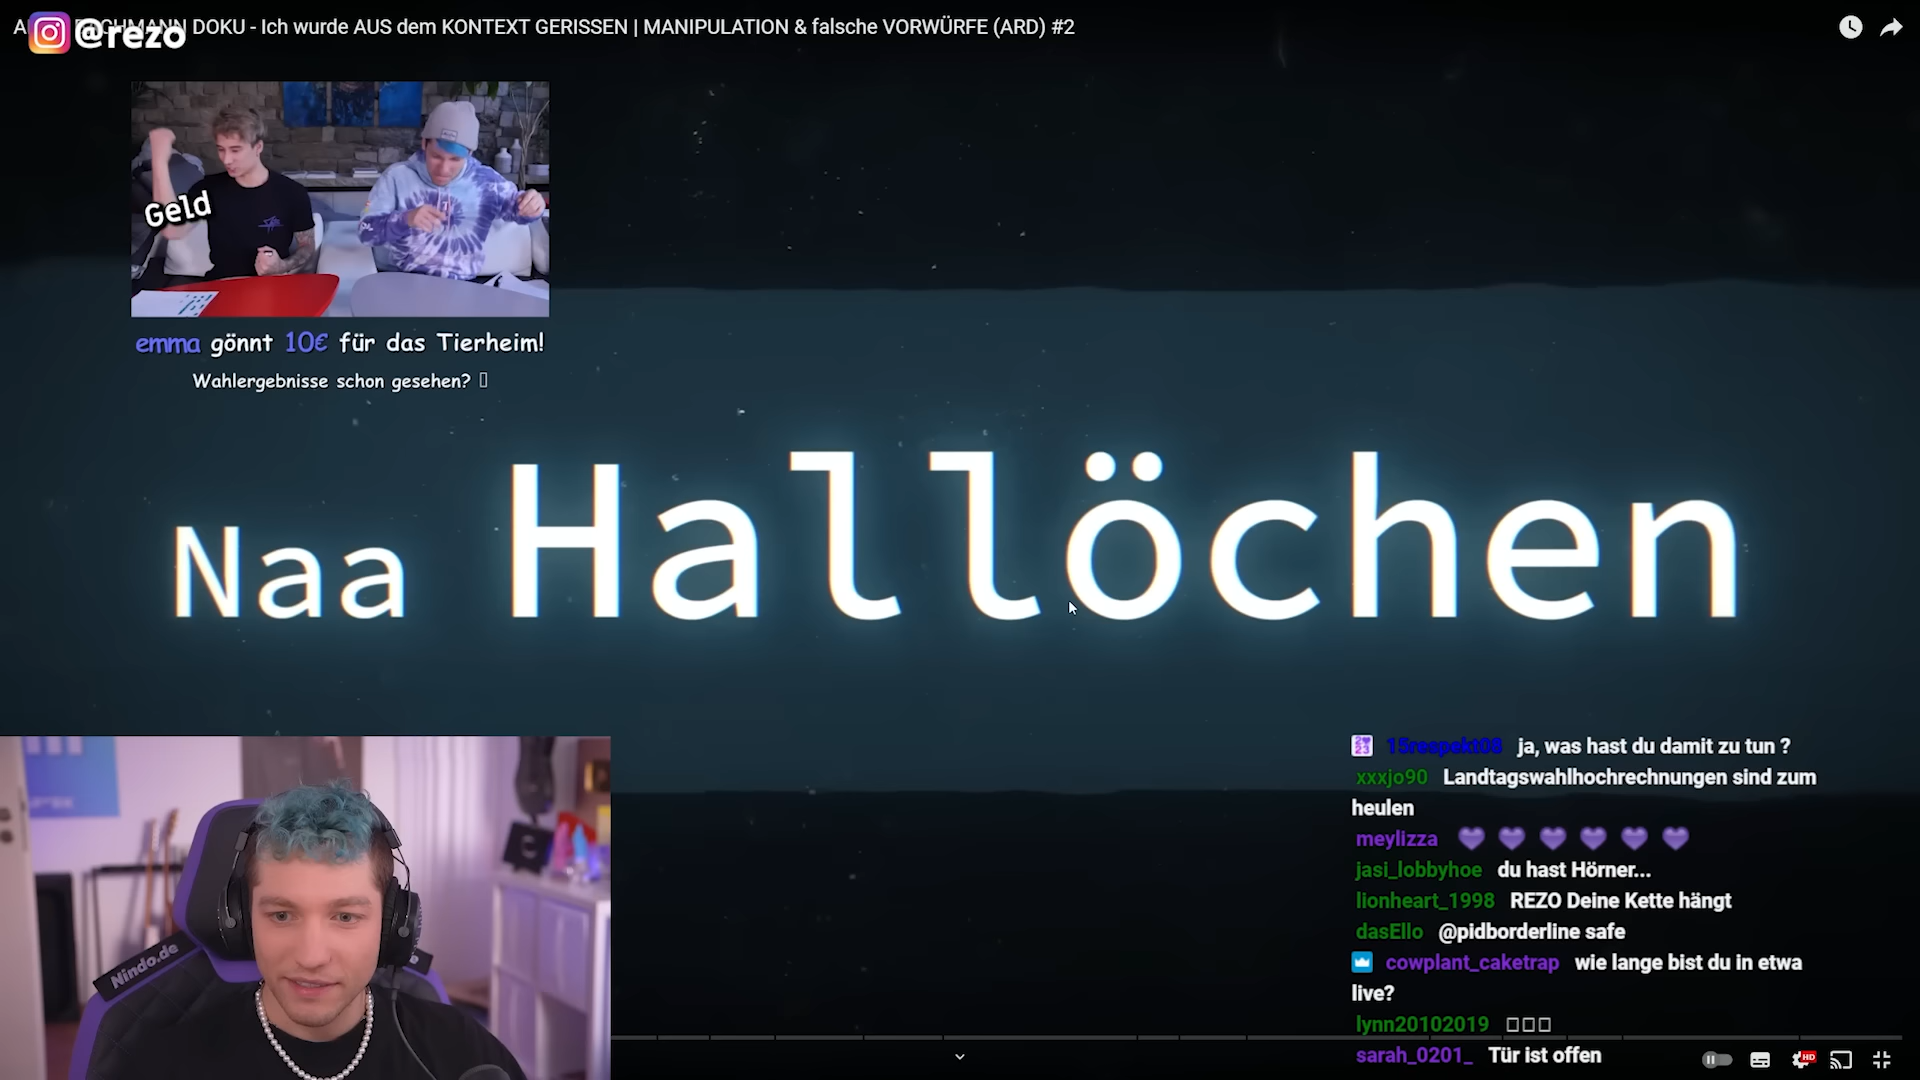 DOKU - Ich wurde AUS dem KONTEXT GERISSEN | MANIPULATION & falsche VORWÜRFE (ARD) #2
@rezo
Geld
emma gönnt 10€ für das Tierheim!
Wahlergebnisse schon gesehen?
Naa Hallöchen
Nindo.de
15respekt08 ja, was hast du damit zu tun ?
xxxjo90 Landtagswahlhochrechnungen sind zum
heulen
meylizza
jasi_lobbyhoe du hast Hörner...
lionheart_1998 REZO Deine Kette hängt
dasEllo @pidborderline safe
cowplant_caketrap wie lange bist du in etwa
live?
lynn20102019
sarah_0201_ Tür ist offen
HD